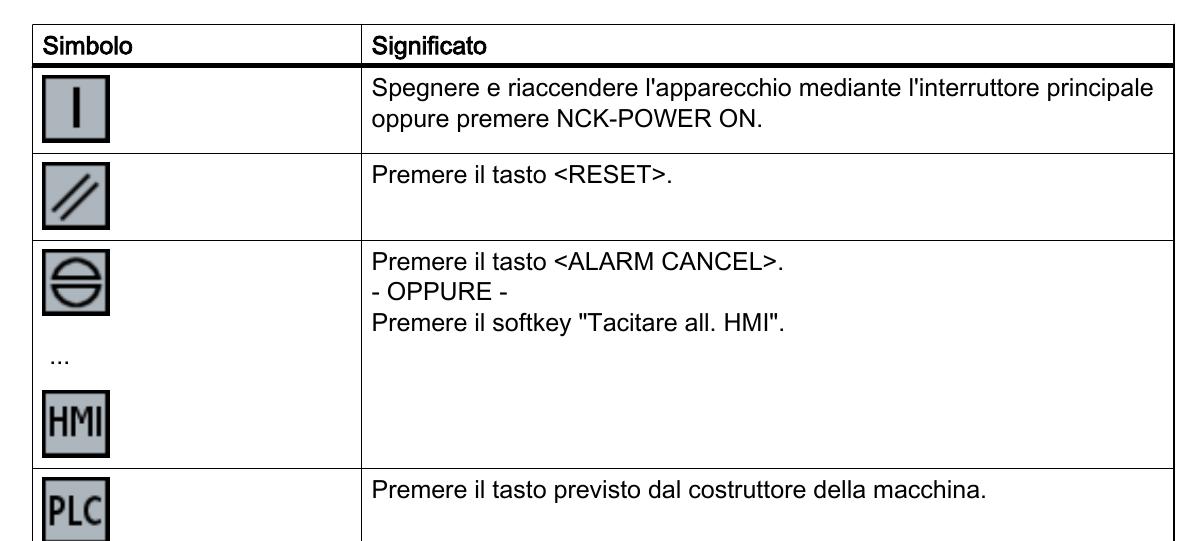 Simbolo Significato
Spegnere e riaccendere l'apparecchio mediante l'interruttore principale
oppure premere NCK-POWER ON.
Premere il tasto <RESET>.
Premere il tasto <ALARM CANCEL>.
- OPPURE -
Premere il softkey "Tacitare all. HMI".
...
HMI
PLC Premere il tasto previsto dal costruttore della macchina.